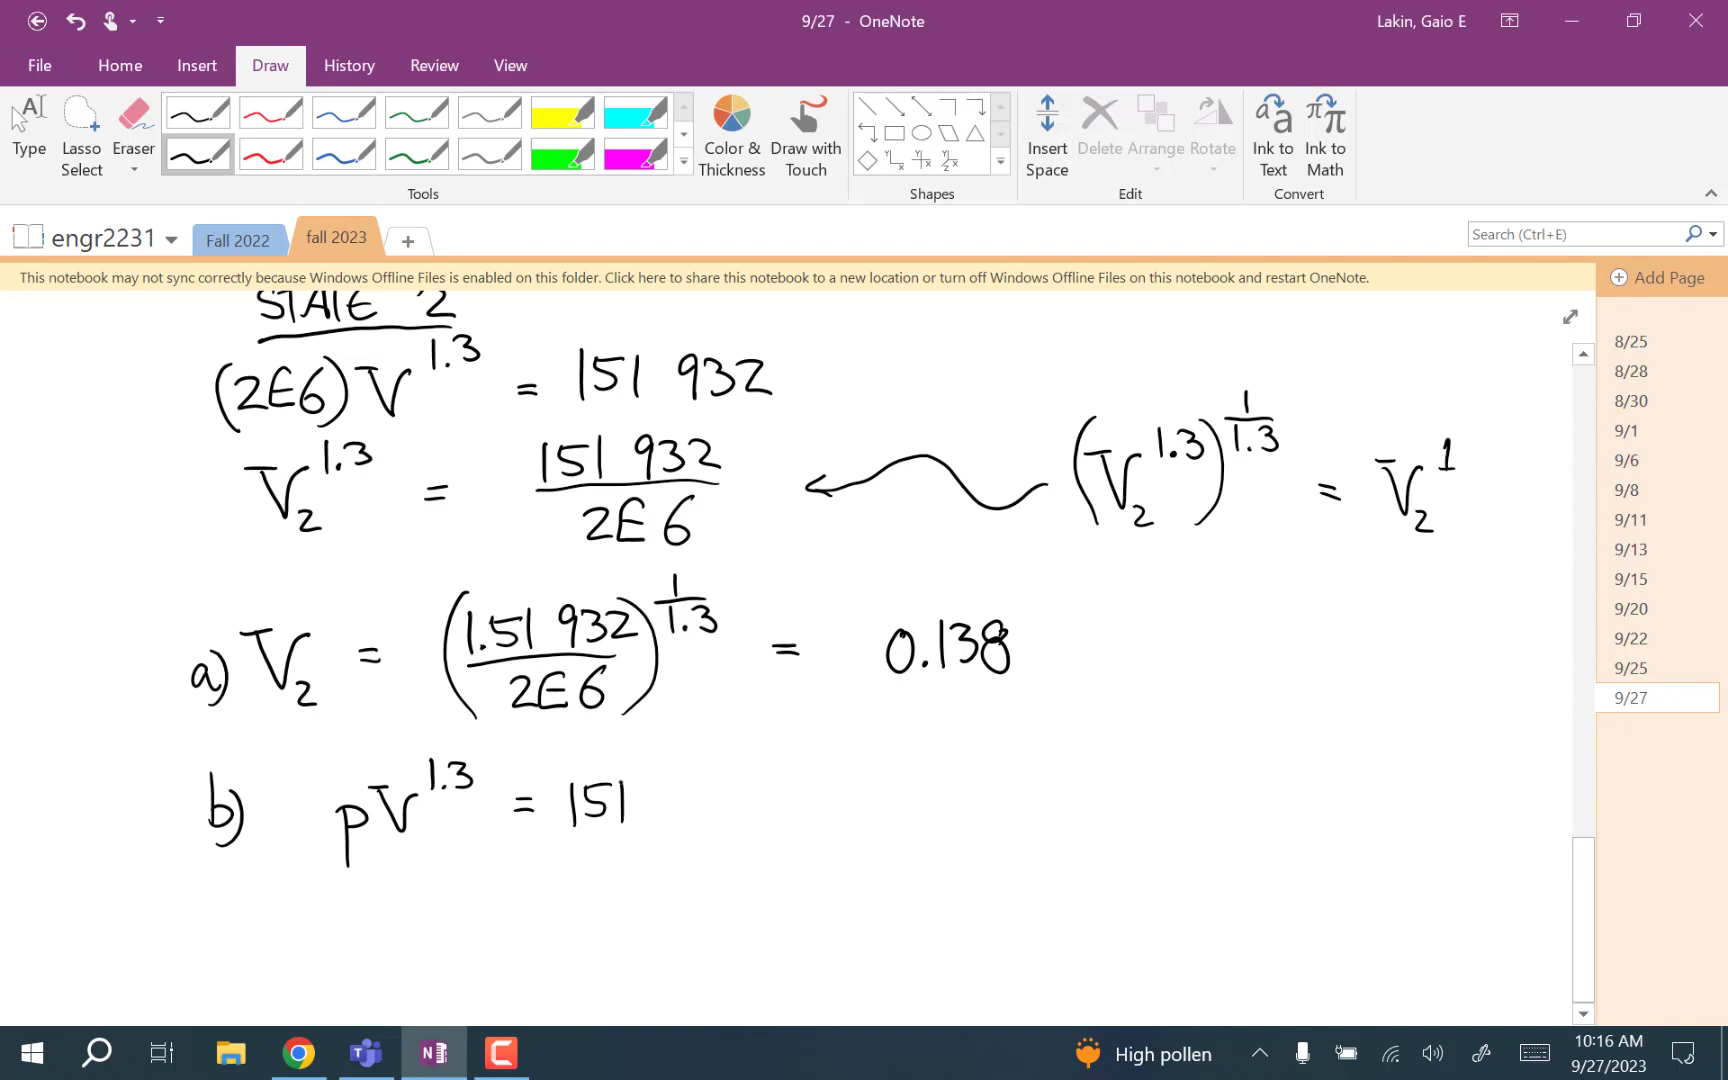 9/27 - OneNote
Lakin, Gaio E
File Home Insert Draw History Review View
Type
Lasso Select
Eraser
Color & Thickness
Draw with Touch
Insert Space
Delete
Arrange
Rotate
Ink to Text
Ink to Math
Tools
Shapes
Edit
Convert
engr2231
Fall 2022
fall 2023
Search (Ctrl+E)
This notebook may not sync correctly because Windows Offline Files is enabled on this folder. Click here to share this notebook to a new location or turn off Windows Offline Files on this notebook and restart OneNote.
Add Page
8/25
8/28
8/30
9/1
9/6
9/8
9/11
9/13
9/15
9/20
9/22
9/25
9/27
STATE 2
(2E6)V^1.3 = 151 932
V₂^1.3 = 151 932 / 2E6
(V₂^1.3)^(1/1.3) = V₂^1
a) V₂ = (1.51 932 / 2E6)^(1/1.3) = 0.138
b) pV^1.3 = 151
High pollen
10:16 AM
9/27/2023